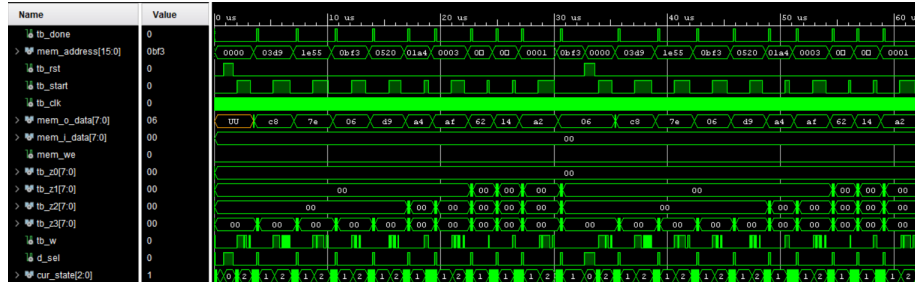 Name Value 0 us 10 us 20 us 30 us 40 us 50 us 60 u
tb_done 0
mem_address[15:0] 0bf3 0000 03d9 1e55 0bf3 0520 01a4 0003 0001 0bf3 0000 03d9 1e55 0bf3 0520 01a4 0003 0001
tb_rst 0
tb_start 0
tb_clk 0
mem_o_data[7:0] 06 UU c8 7e 06 d9 a4 af 62 14 a2 06 c8 7e 06 d9 a4 af 62 14 a2
mem_i_data[7:0] 00 00
mem_we 0
tb_z0[7:0] 00 00
tb_z1[7:0] 00 00 00 00 00 00 00 00 00
tb_z2[7:0] 00 00 00 00 00 00 00 00 00 00 00 00 00
tb_z3[7:0] 00 00 00 00 00 00 00 00 00 00 00 00 00 00 00 00 00 00 00 00
tb_w 0
d_sel 0
cur_state[2:0] 1 0 2 1 2 1 2 1 2 1 2 1 2 1 2 1 2 1 2 0 2 1 2 1 2 1 2 1 2 1 2 1 2 1 2 1 2